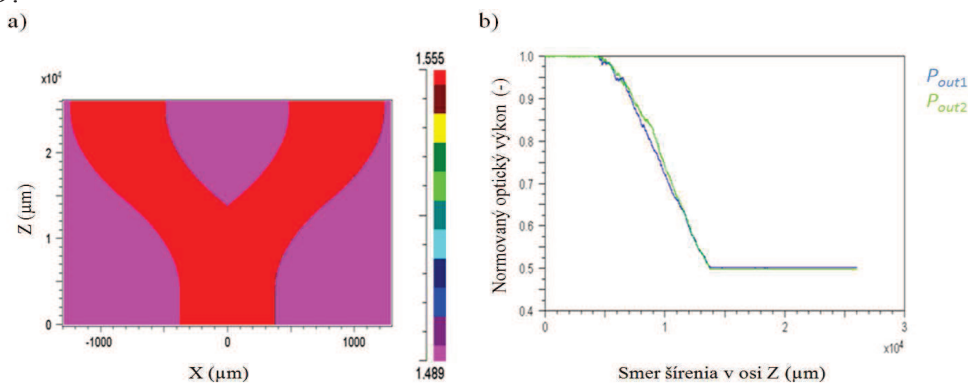 a)
b)
x10⁴
2
1
0
Z (µm)
-1000
0
1000
X (µm)
1.555
1.489
Normovaný optický výkon (-)
1.0
0.9
0.8
0.7
0.6
0.5
0.4
0
1
2
3
x10⁴
Smer šírenia v osi Z (µm)
Pout1
Pout2